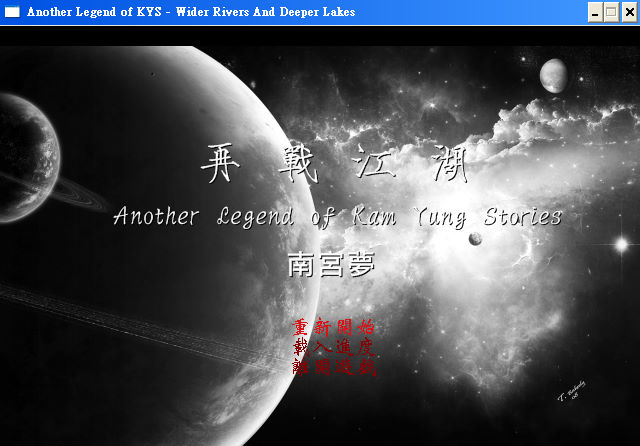 Another Legend of KYS - Wider Rivers And Deeper Lakes
再戰江湖
Another Legend of Kam Yung Stories
南宮夢
重新開始
載入進度
離開遊戲